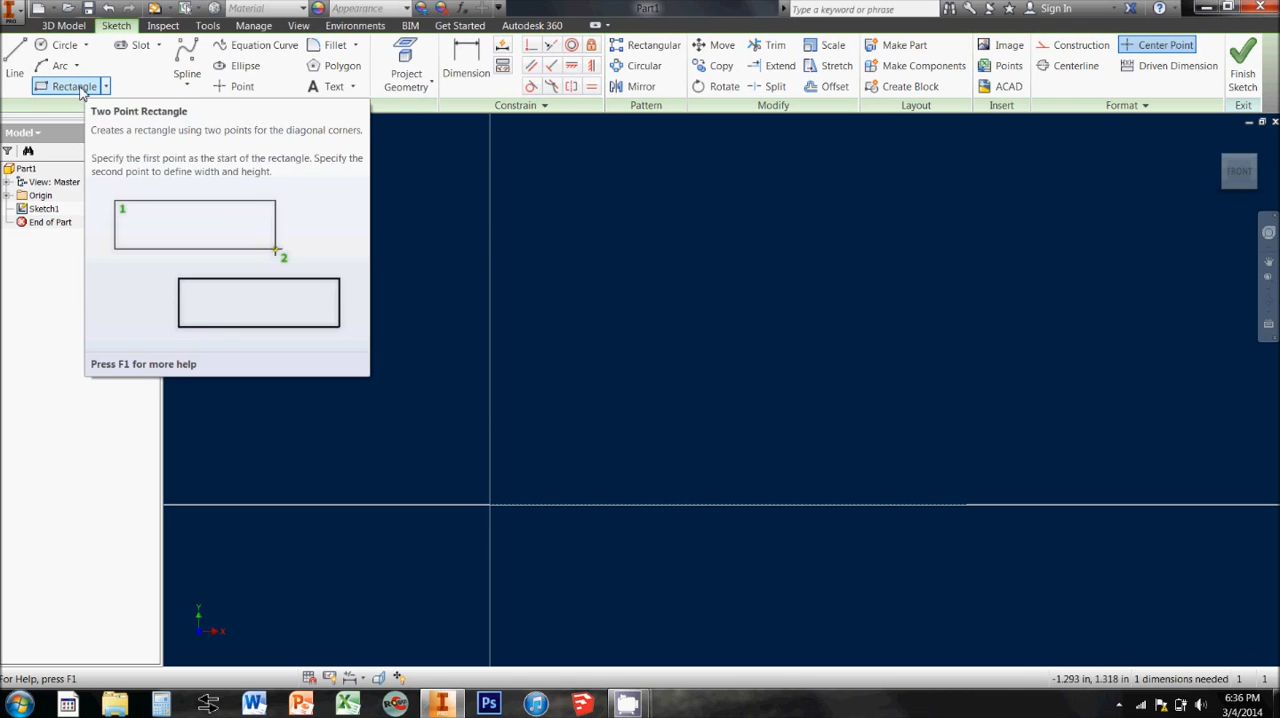 Material
Appearance
Part1
Type a keyword or phrase
Sign In
PRO
3D Model
Sketch
Inspect
Tools
Manage
View
Environments
BIM
Get Started
Autodesk 360
Line
Circle
Arc
Rectangle
Slot
Spline
Equation Curve
Ellipse
Point
Fillet
Polygon
Text
Project
Geometry
Dimension
Constrain
Rectangular
Circular
Mirror
Pattern
Move
Copy
Rotate
Trim
Extend
Split
Scale
Stretch
Offset
Modify
Make Part
Make Components
Create Block
Layout
Image
Points
ACAD
Insert
Construction
Centerline
Center Point
Driven Dimension
Format
Finish
Sketch
Exit
Two Point Rectangle
Creates a rectangle using two points for the diagonal corners.
Specify the first point as the start of the rectangle. Specify the
second point to define width and height.
1
2
Press F1 for more help
Model
Part1
View: Master
Origin
Sketch1
End of Part
FRONT
Y
X
For Help, press F1
-1.293 in, 1.318 in 1 dimensions needed 1 1
6:36 PM
3/4/2014